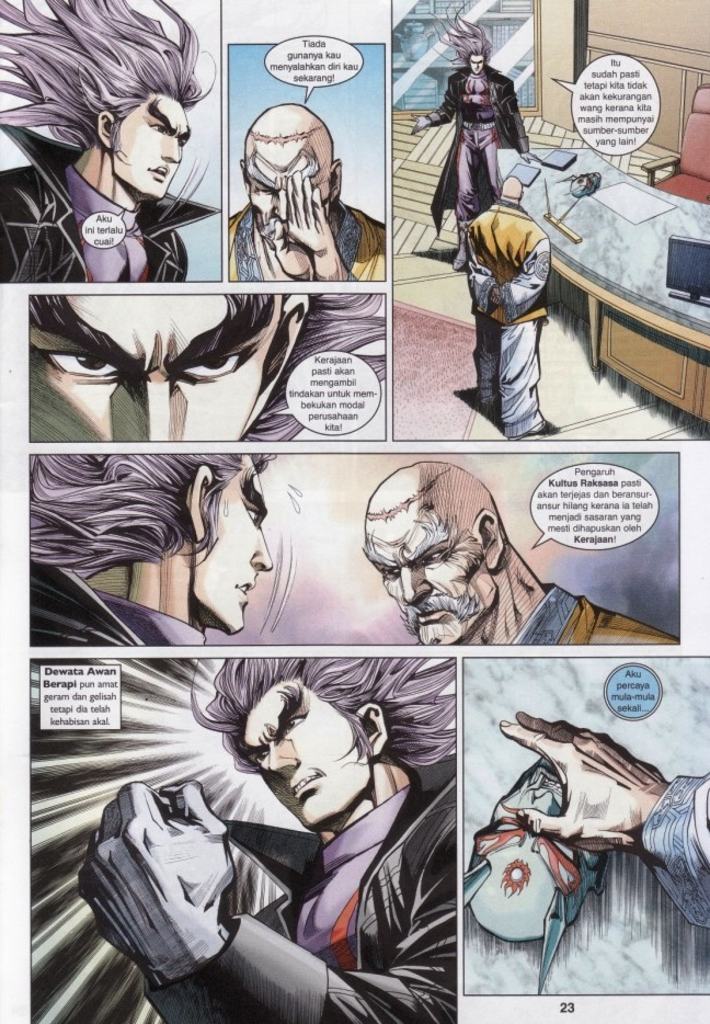 Aku
ini terlalu
cuai!
Tiada
gunanya kau
menyalahkan diri kau
sekarang!
Itu
sudah pasti
tetapi kita tidak
akan kekurangan
wang kerana kita
masih mempunyai
sumber-sumber
yang lain!
Kerajaan
pasti akan
mengambil
tindakan untuk mem-
bekukan modal
perusahaan
kita!
Pengaruh
Kultus Raksasa pasti
akan terjejas dan beransur-
ansur hilang kerana ia telah
menjadi sasaran yang
mesti dihapuskan oleh
Kerajaan!
Dewata Awan
Berapi pun amat
geram dan gelisah
tetapi dia telah
kehabisan akal.
Aku
percaya
mula-mula
sekali...
23